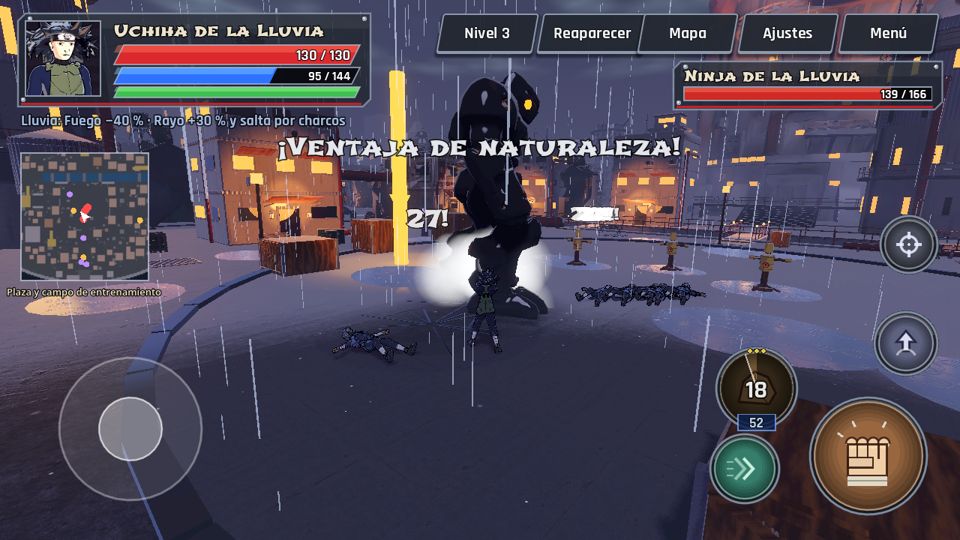 Uchiha de la Lluvia
130 / 130
95 / 144
Lluvia: Fuego −40 % · Rayo +30 % y salta por charcos
Nivel 3
Reaparecer
Mapa
Ajustes
Menú
Ninja de la Lluvia
139 / 166
¡Ventaja de naturaleza!
27!
Plaza y campo de entrenamiento
18
52